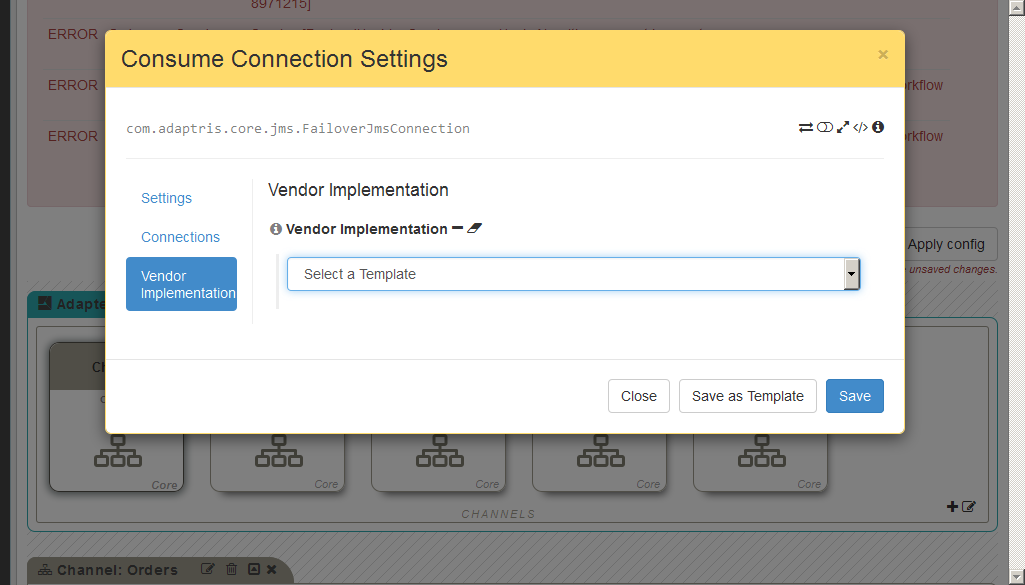 8971215]
ERROR
Consume Connection Settings
×
ERROR
rkflow
com.adaptris.core.jms.FailoverJmsConnection
ERROR
rkflow
Vendor Implementation
Settings
Vendor Implementation
Connections
Apply config
Vendor
Implementation
Select a Template
unsaved changes.
Adapte
Close
Save as Template
Save
Core
Core
Core
Core
Core
CHANNELS
Channel: Orders